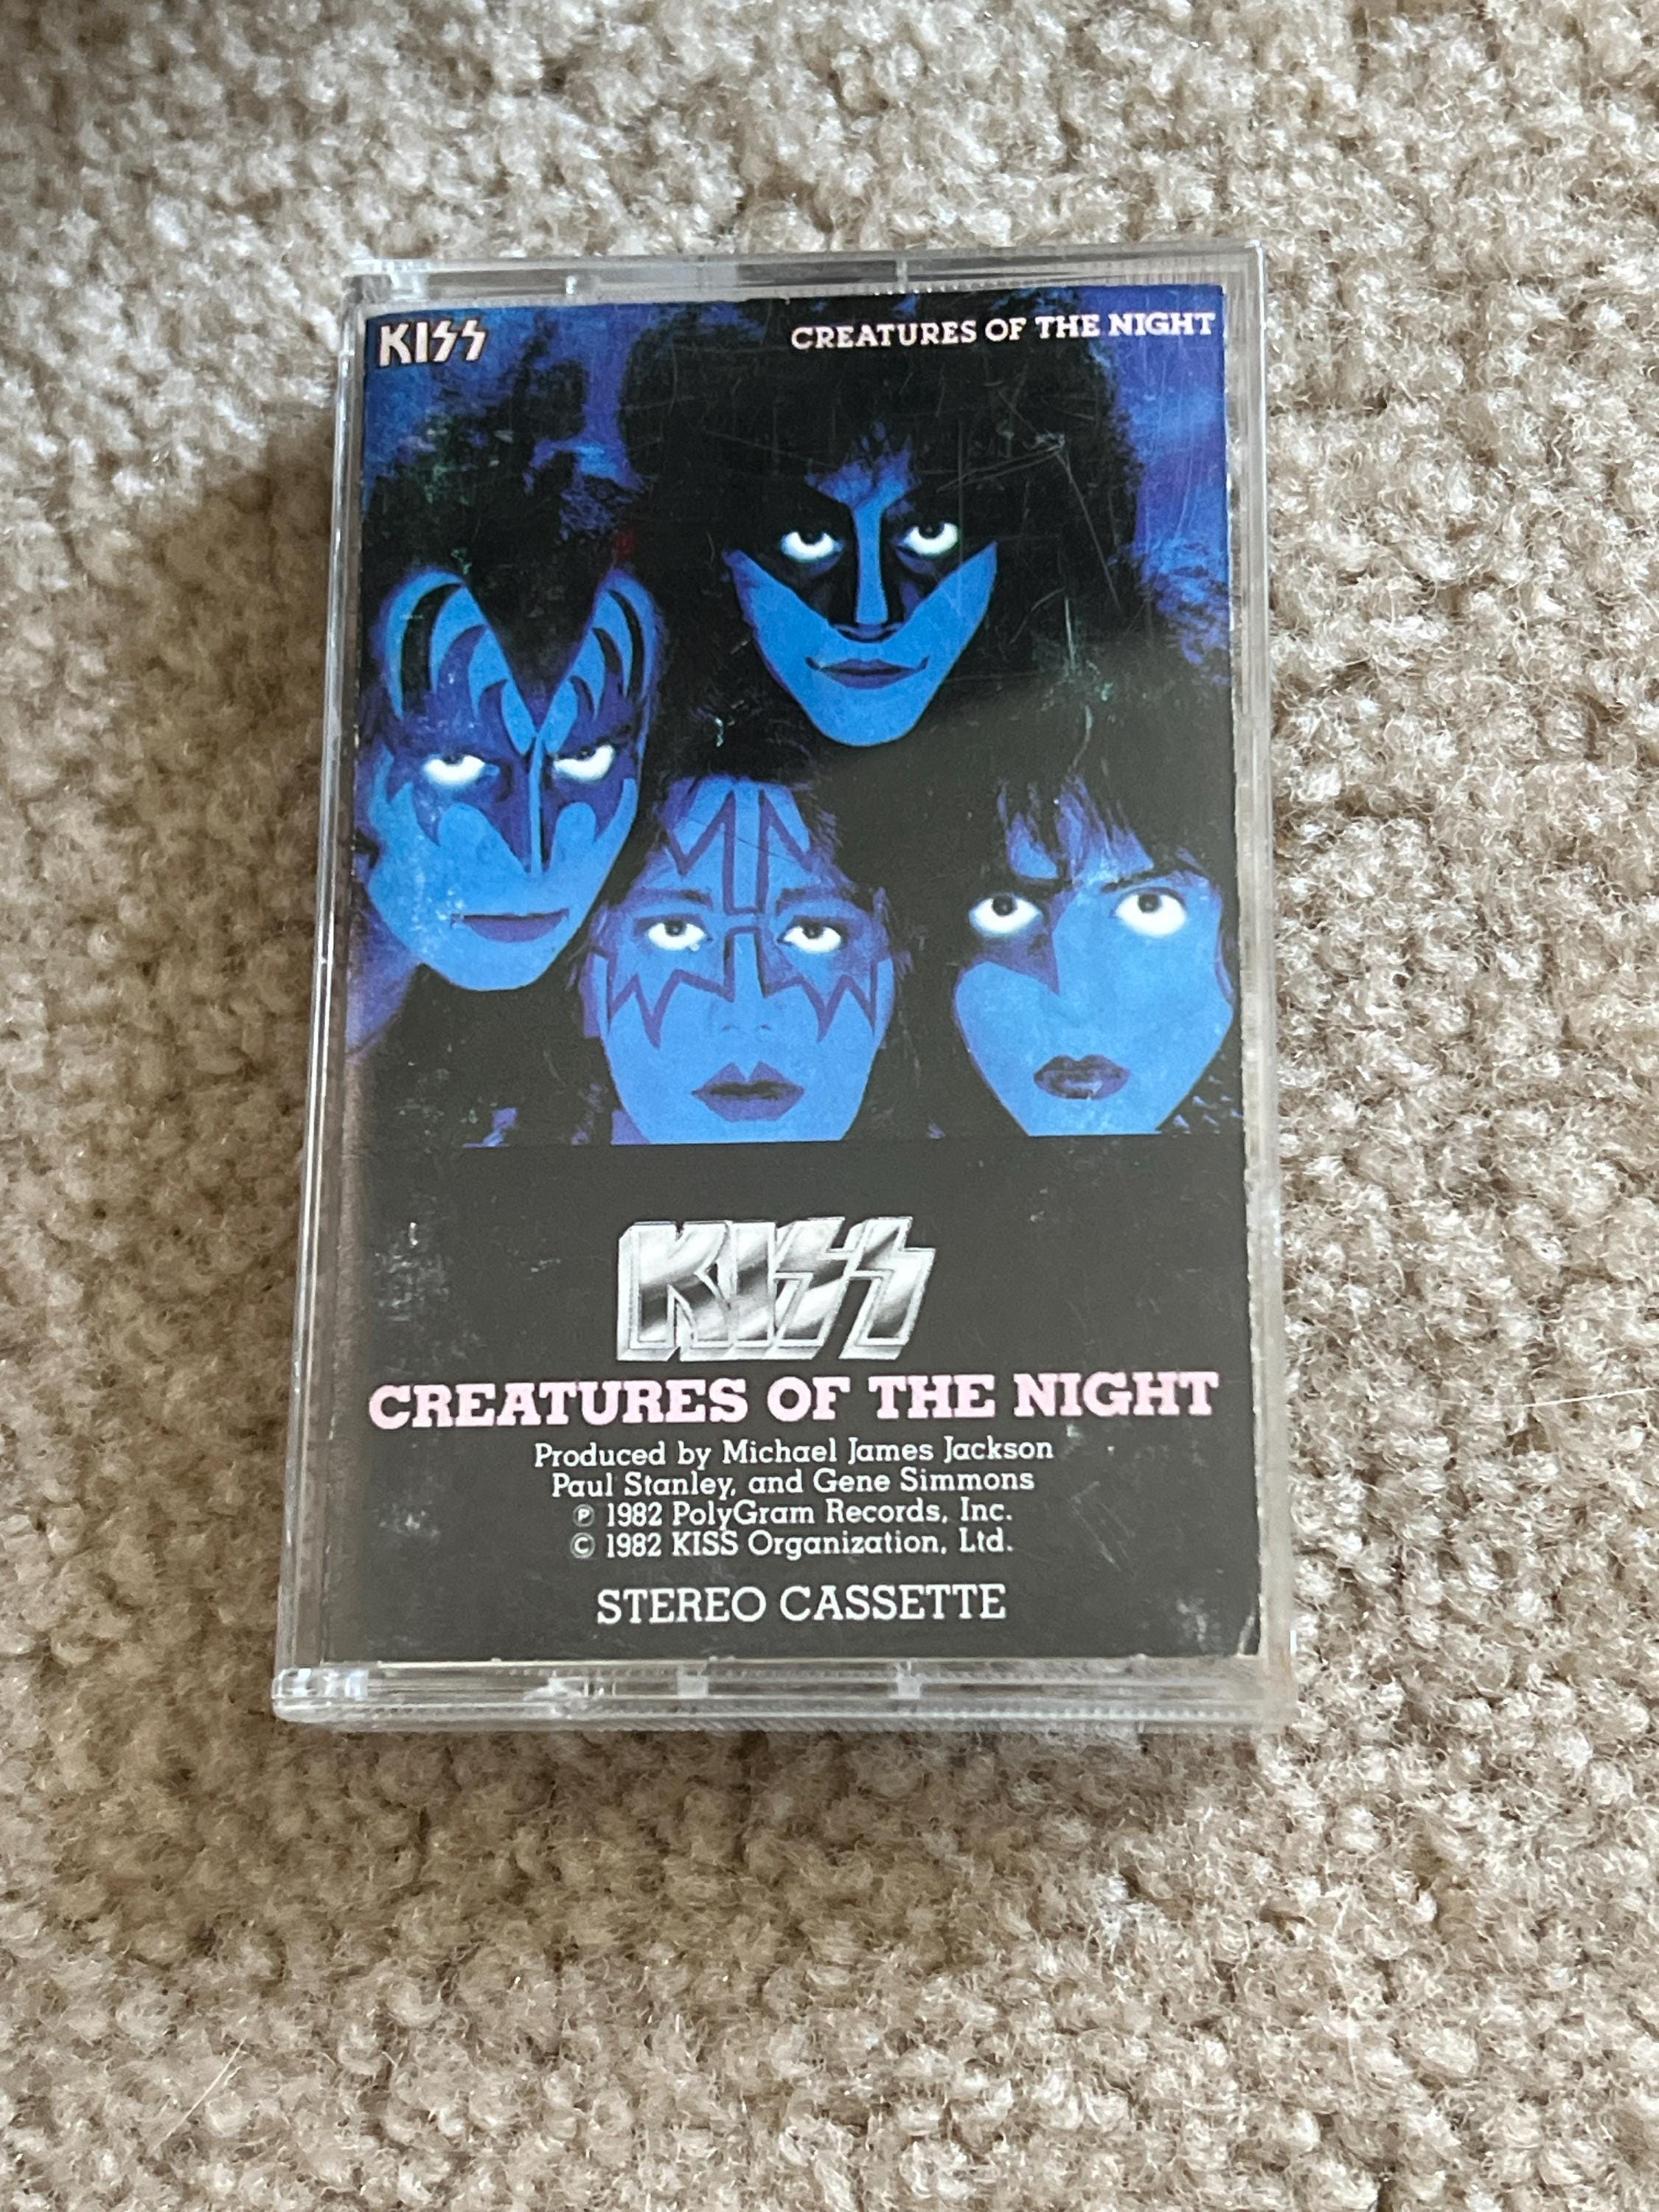 KISS
CREATURES OF THE NIGHT
KISS
CREATURES OF THE NIGHT
Produced by Michael James Jackson
Paul Stanley, and Gene Simmons
℗ 1982 PolyGram Records, Inc.
© 1982 KISS Organization, Ltd.
STEREO CASSETTE